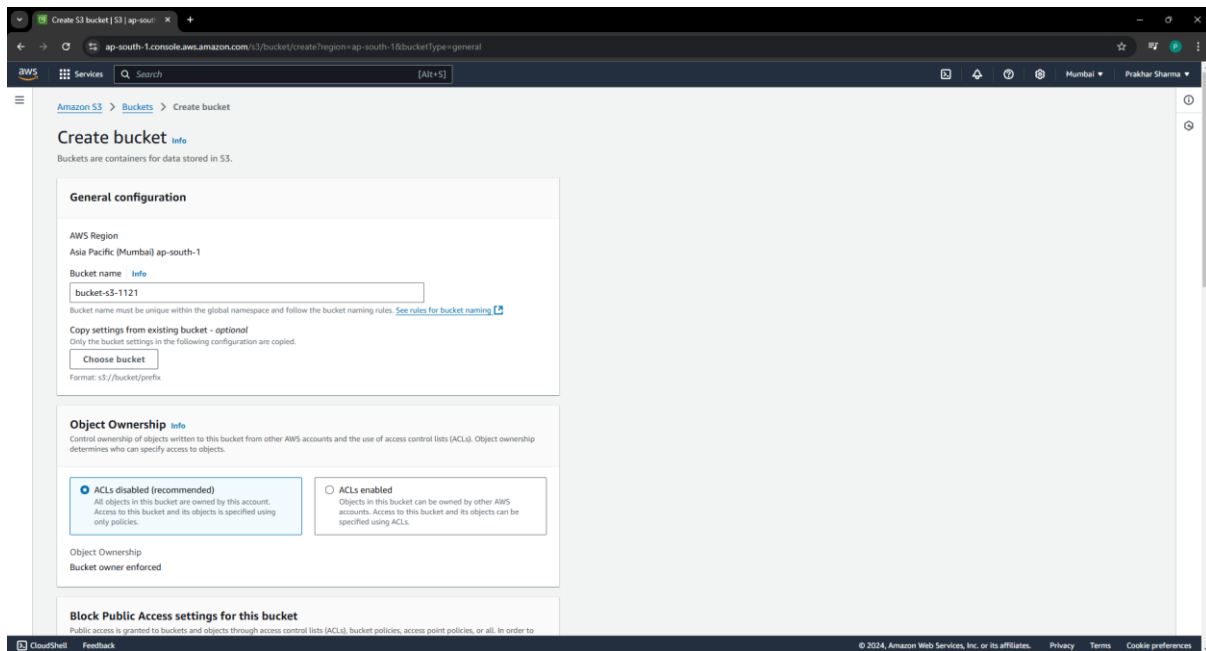 Create S3 bucket | S3 | ap-sout
ap-south-1.console.aws.amazon.com/s3/bucket/create?region=ap-south-1&bucketType=general
aws
Services
Search
[Alt+S]
Mumbai
Prakhar Sharma
Amazon S3 > Buckets > Create bucket
Create bucket Info
Buckets are containers for data stored in S3.
General configuration
AWS Region
Asia Pacific (Mumbai) ap-south-1
Bucket name Info
bucket-s3-1121
Bucket name must be unique within the global namespace and follow the bucket naming rules. See rules for bucket naming
Copy settings from existing bucket - optional
Only the bucket settings in the following configuration are copied.
Choose bucket
Format: s3://bucket/prefix
Object Ownership Info
Control ownership of objects written to this bucket from other AWS accounts and the use of access control lists (ACLs). Object ownership
determines who can specify access to objects.
ACLs disabled (recommended)
All objects in this bucket are owned by this account.
Access to this bucket and its objects is specified using
only policies.
ACLs enabled
Objects in this bucket can be owned by other AWS
accounts. Access to this bucket and its objects can be
specified using ACLs.
Object Ownership
Bucket owner enforced
Block Public Access settings for this bucket
Public access is granted to buckets and objects through access control lists (ACLs), bucket policies, access point policies, or all. In order to
CloudShell Feedback
© 2024, Amazon Web Services, Inc. or its affiliates. Privacy Terms Cookie preferences